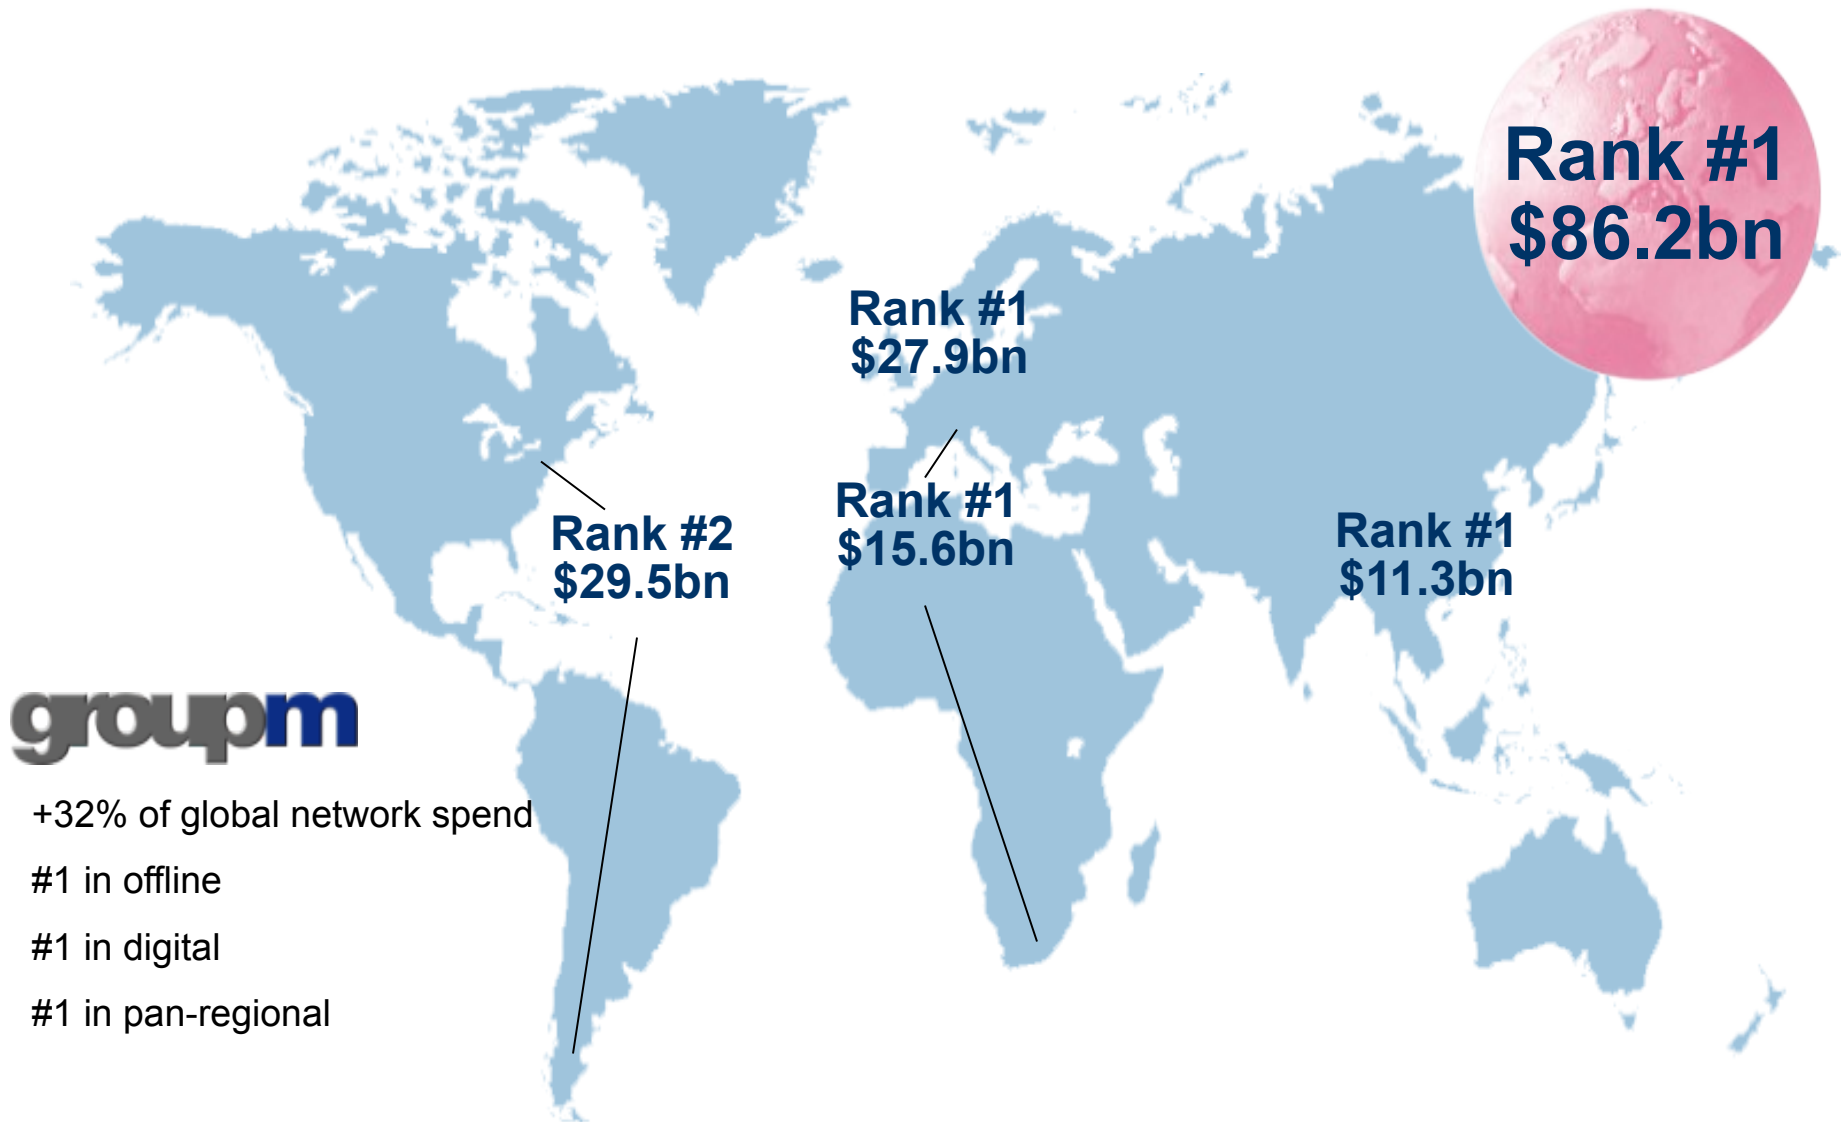 Rank #1
$86.2bn
Rank #1
$27.9bn
Rank #1
$15.6bn
Rank #2
$29.5bn
Rank #1
$11.3bn
groupm
+32% of global network spend
#1 in offline
#1 in digital
#1 in pan-regional